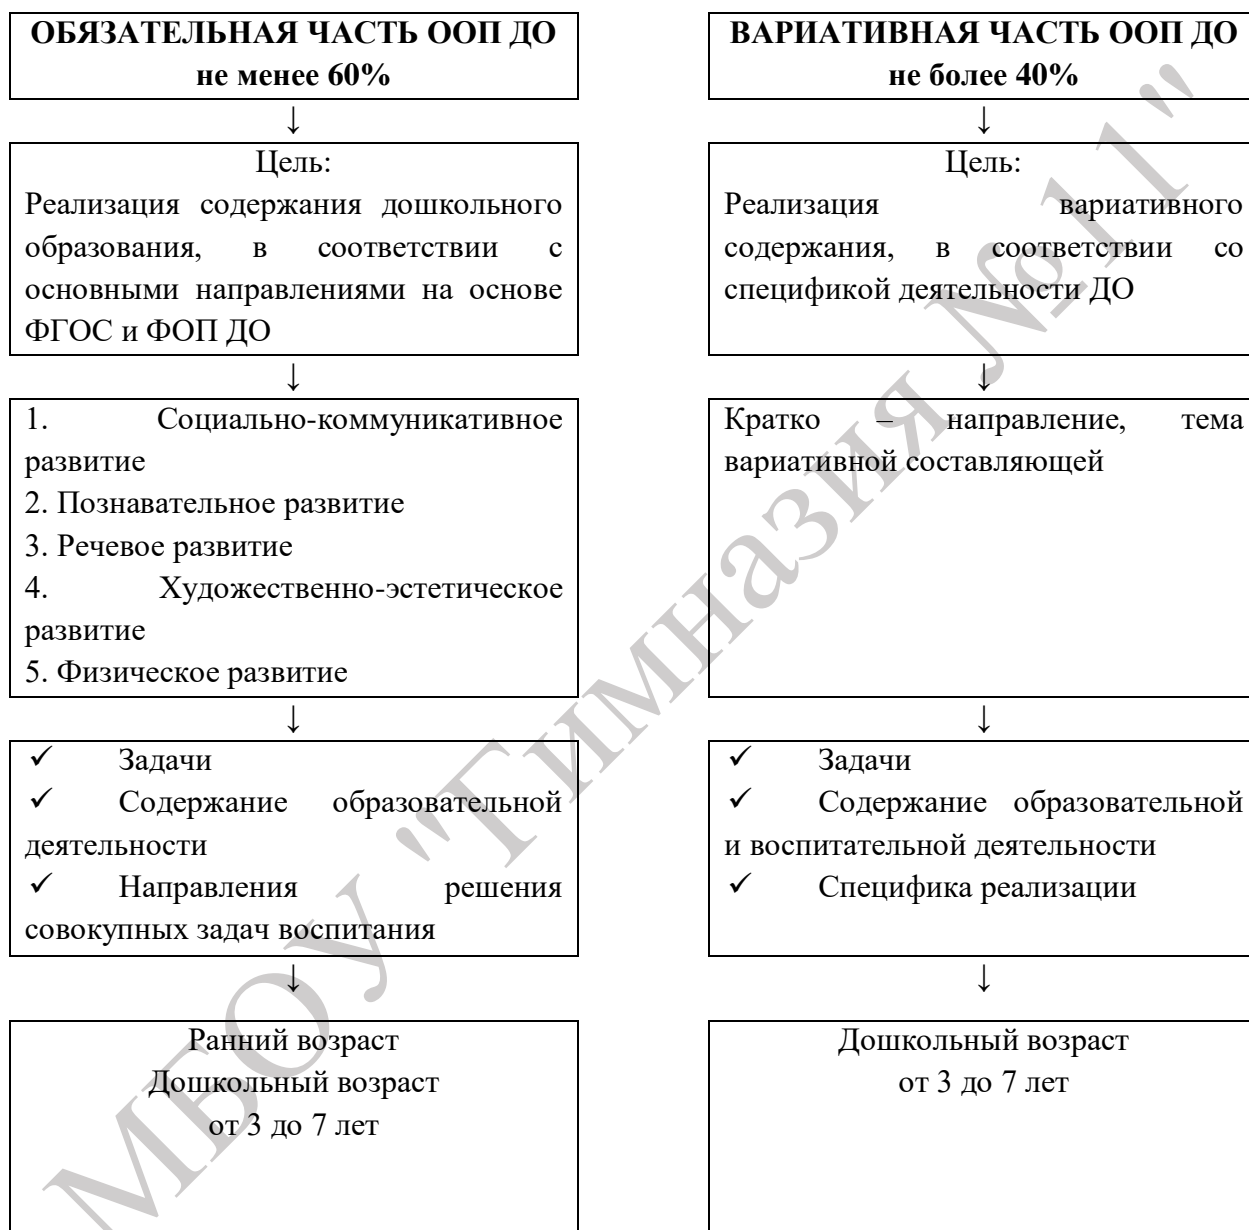 ОБЯЗАТЕЛЬНАЯ ЧАСТЬ ООП ДО
не менее 60%
↓
Цель:
Реализация содержания дошкольного
образования, в соответствии с
основными направлениями на основе
ФГОС и ФОП ДО
↓
1. Социально-коммуникативное
развитие
2. Познавательное развитие
3. Речевое развитие
4. Художественно-эстетическое
развитие
5. Физическое развитие
↓
✓ Задачи
✓ Содержание образовательной
деятельности
✓ Направления решения
совокупных задач воспитания
↓
Ранний возраст
Дошкольный возраст
от 3 до 7 лет
ВАРИАТИВНАЯ ЧАСТЬ ООП ДО
не более 40%
↓
Цель:
Реализация вариативного
содержания, в соответствии со
спецификой деятельности ДО
↓
Кратко – направление, тема
вариативной составляющей
↓
✓ Задачи
✓ Содержание образовательной
и воспитательной деятельности
✓ Специфика реализации
↓
Дошкольный возраст
от 3 до 7 лет
МБОУ "Гимназия №11"